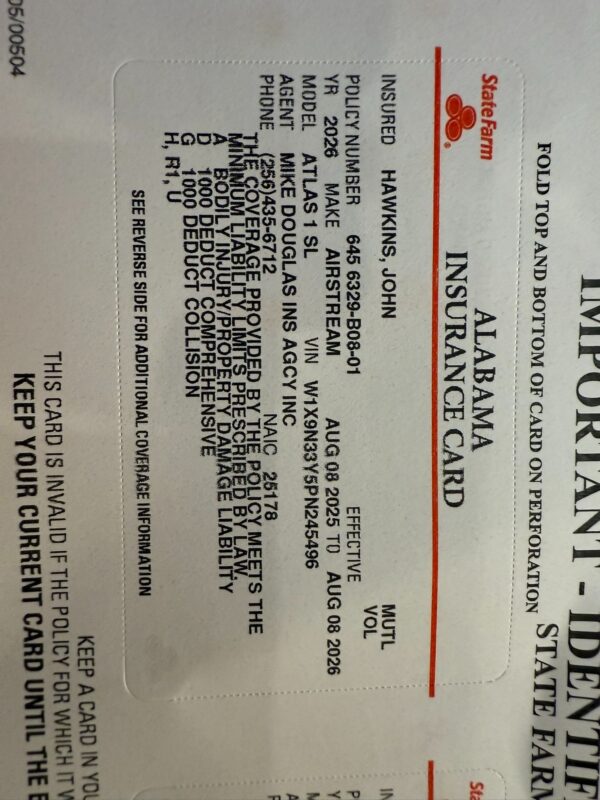 IMPORTANT - IDENTIF
STATE FARM
FOLD TOP AND BOTTOM OF CARD ON PERFORATION
State Farm®
ALABAMA
INSURANCE CARD
INSURED HAWKINS, JOHN MUTL
VOL
POLICY NUMBER 645 6329-B08-01 EFFECTIVE
YR 2026 MAKE AIRSTREAM AUG 08 2025 TO AUG 08 2026
MODEL ATLAS 1 SL VIN W1X9N33Y5PN245496
AGENT MIKE DOUGLAS INS AGCY INC
PHONE (256)435-6712 NAIC 25178
THE COVERAGE PROVIDED BY THE POLICY MEETS THE
MINIMUM LIABILITY LIMITS PRESCRIBED BY LAW.
A BODILY INJURY/PROPERTY DAMAGE LIABILITY
D 1000 DEDUCT COMPREHENSIVE
G 1000 DEDUCT COLLISION
H, R1, U
SEE REVERSE SIDE FOR ADDITIONAL COVERAGE INFORMATION
KEEP A CARD IN YOU
THIS CARD IS INVALID IF THE POLICY FOR WHICH IT W
KEEP YOUR CURRENT CARD UNTIL THE E
05/00504
Sta
IN
P
Y
M
A
P